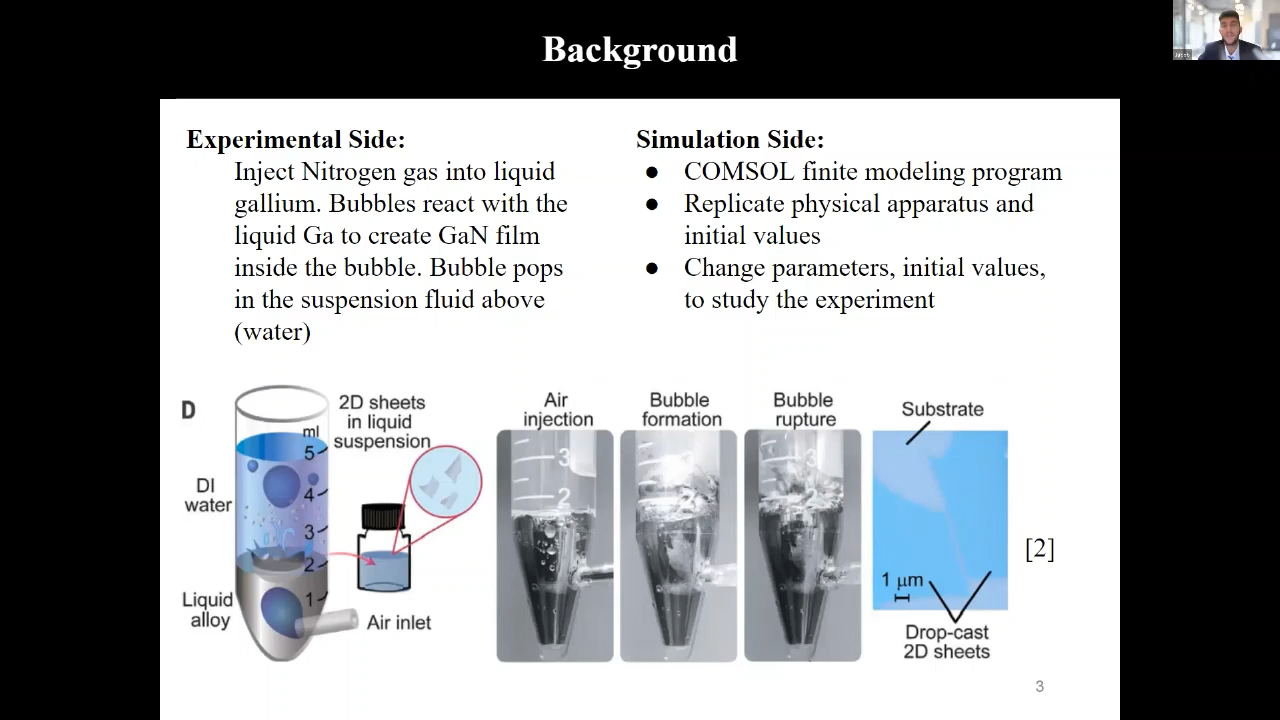 Background
Experimental Side:
Inject Nitrogen gas into liquid
gallium. Bubbles react with the
liquid Ga to create GaN film
inside the bubble. Bubble pops
in the suspension fluid above
(water)
Simulation Side:
● COMSOL finite modeling program
● Replicate physical apparatus and
initial values
● Change parameters, initial values,
to study the experiment
D
2D sheets
in liquid
suspension
ml
5
4
3
2
1
DI
water
Liquid
alloy
Air inlet
Air
injection
3
2
Bubble
formation
Bubble
rupture
3
2
Substrate
1 μm
Drop-cast
2D sheets
[2]
3